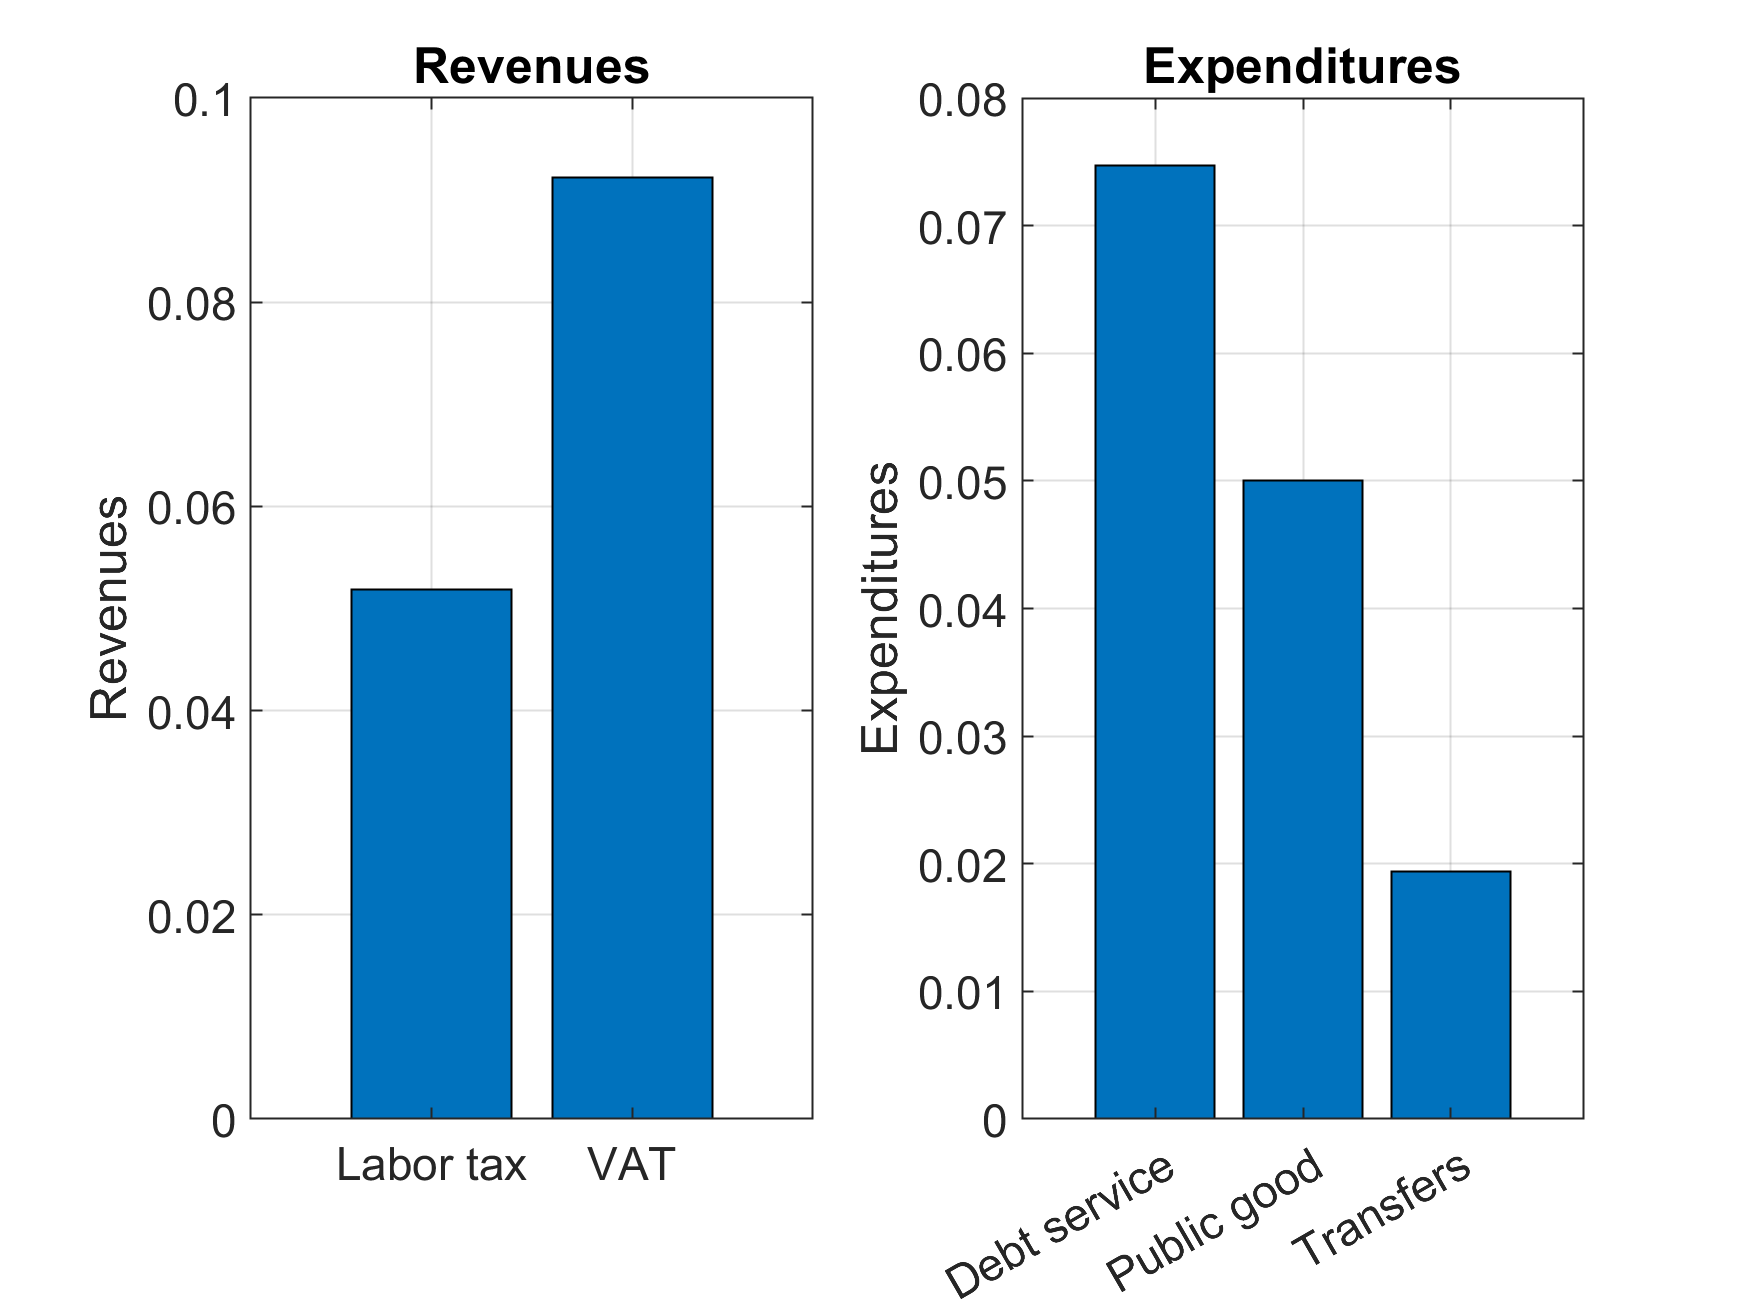 Revenues
0.1
0.08
0.06
0.04
0.02
0
Revenues
Labor tax
VAT
Expenditures
0.08
0.07
0.06
0.05
0.04
0.03
0.02
0.01
0
Expenditures
Debt service
Public good
Transfers